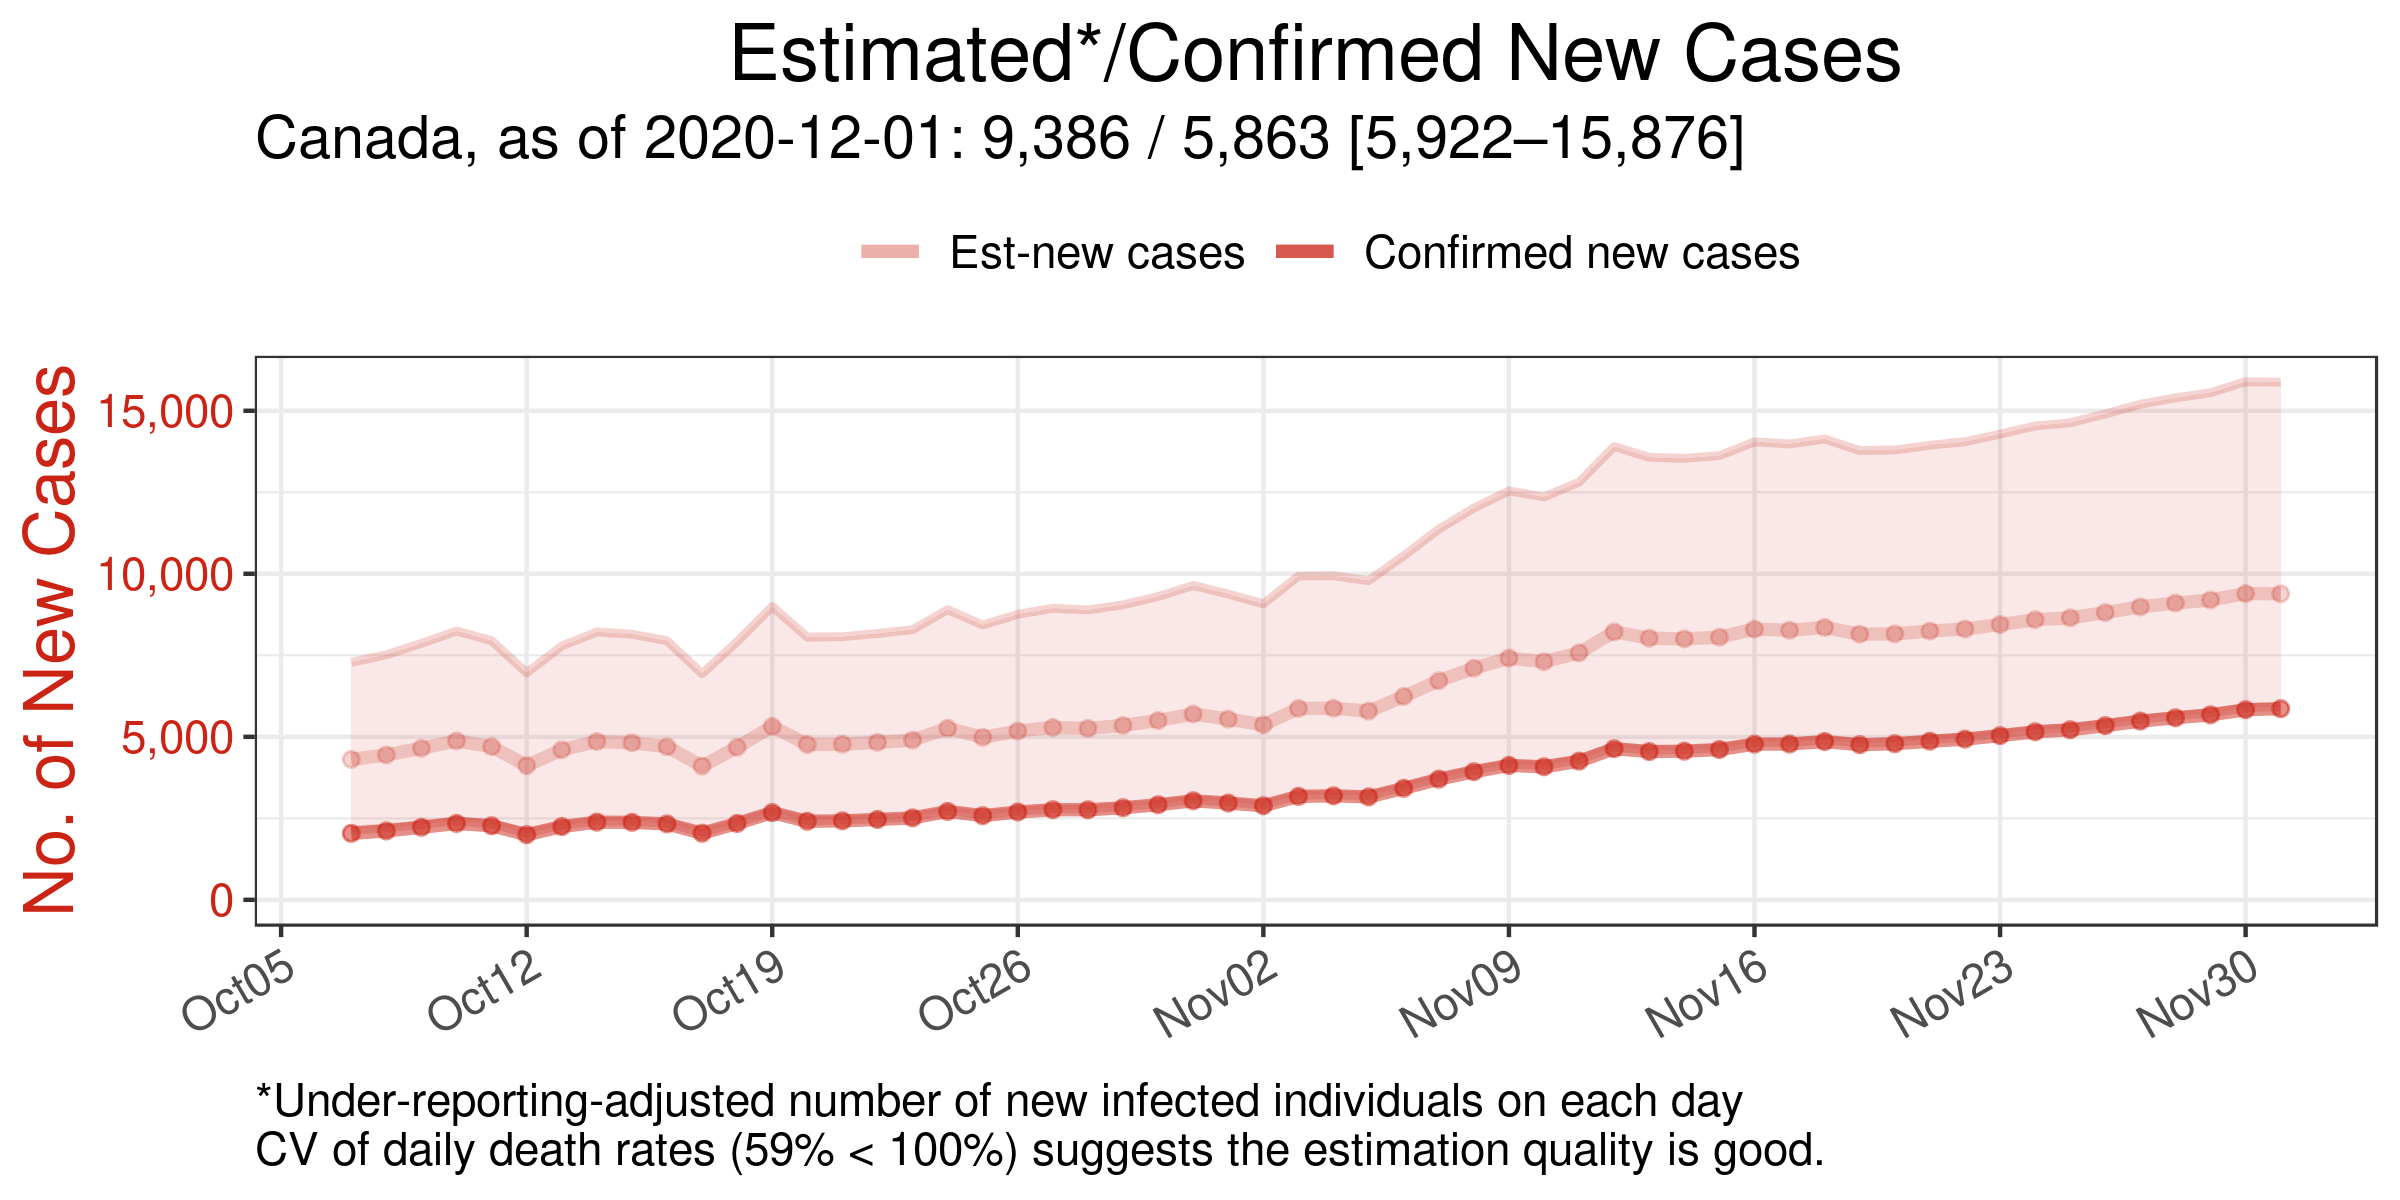 Estimated*/Confirmed New Cases
Canada, as of 2020-12-01: 9,386 / 5,863 [5,922–15,876]
Est-new cases
Confirmed new cases
No. of New Cases
15,000
10,000
5,000
0
Oct05
Oct12
Oct19
Oct26
Nov02
Nov09
Nov16
Nov23
Nov30
*Under-reporting-adjusted number of new infected individuals on each day
CV of daily death rates (59% < 100%) suggests the estimation quality is good.